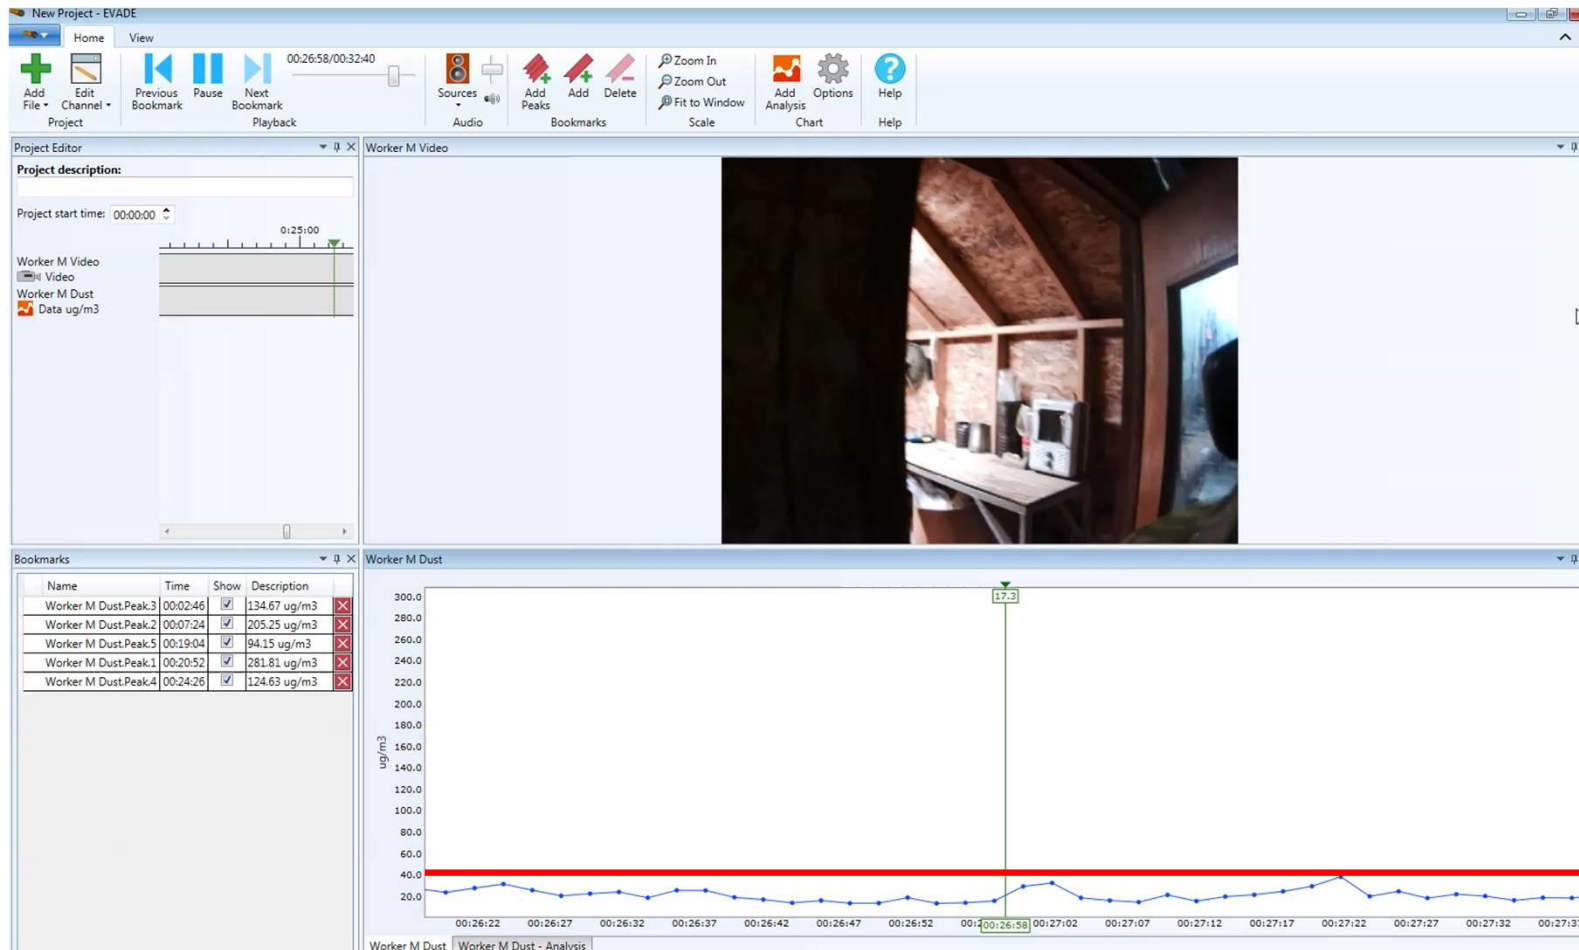 New Project - EVADE
Home View
00:26:58/00:32:40
Add File
Edit Channel
Previous Bookmark
Pause
Next Bookmark
Sources
Add Peaks
Add
Delete
Zoom In
Zoom Out
Fit to Window
Add Analysis
Options
Help
Project Playback Audio Bookmarks Scale Chart Help
Project Editor
Project description:
Project start time: 00:00:00
0:25:00
Worker M Video
Video
Worker M Dust
Data ug/m3
Worker M Video
Bookmarks
Name Time Show Description
Worker M Dust.Peak.3 00:02:46 134.67 ug/m3
Worker M Dust.Peak.2 00:07:24 205.25 ug/m3
Worker M Dust.Peak.5 00:19:04 94.15 ug/m3
Worker M Dust.Peak.1 00:20:52 281.81 ug/m3
Worker M Dust.Peak.4 00:24:26 124.63 ug/m3
Worker M Dust
17.3
300.0
280.0
260.0
240.0
220.0
200.0
180.0
160.0
140.0
120.0
100.0
80.0
60.0
40.0
20.0
ug/m3
00:26:22 00:26:27 00:26:32 00:26:37 00:26:42 00:26:47 00:26:52 00:26:58 00:27:02 00:27:07 00:27:12 00:27:17 00:27:22 00:27:27 00:27:32
Worker M Dust Worker M Dust - Analysis